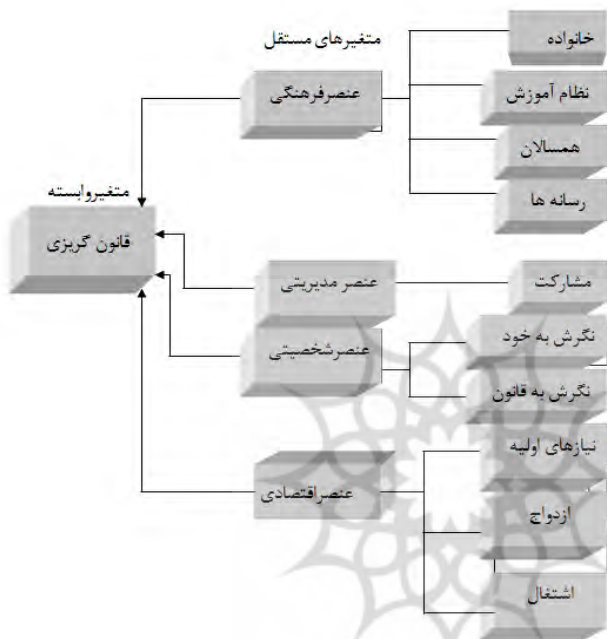 متغیرهای مستقل
خانواده
عنصرفرهنگی
نظام آموزش
همسالان
رسانه ها
متغیروابسته
قانون گریزی
عنصر مدیریتی
مشارکت
عنصرشخصیتی
نگرش به خود
نگرش به قانون
عنصراقتصادی
نیازهای اولیه
ازدواج
اشتغال